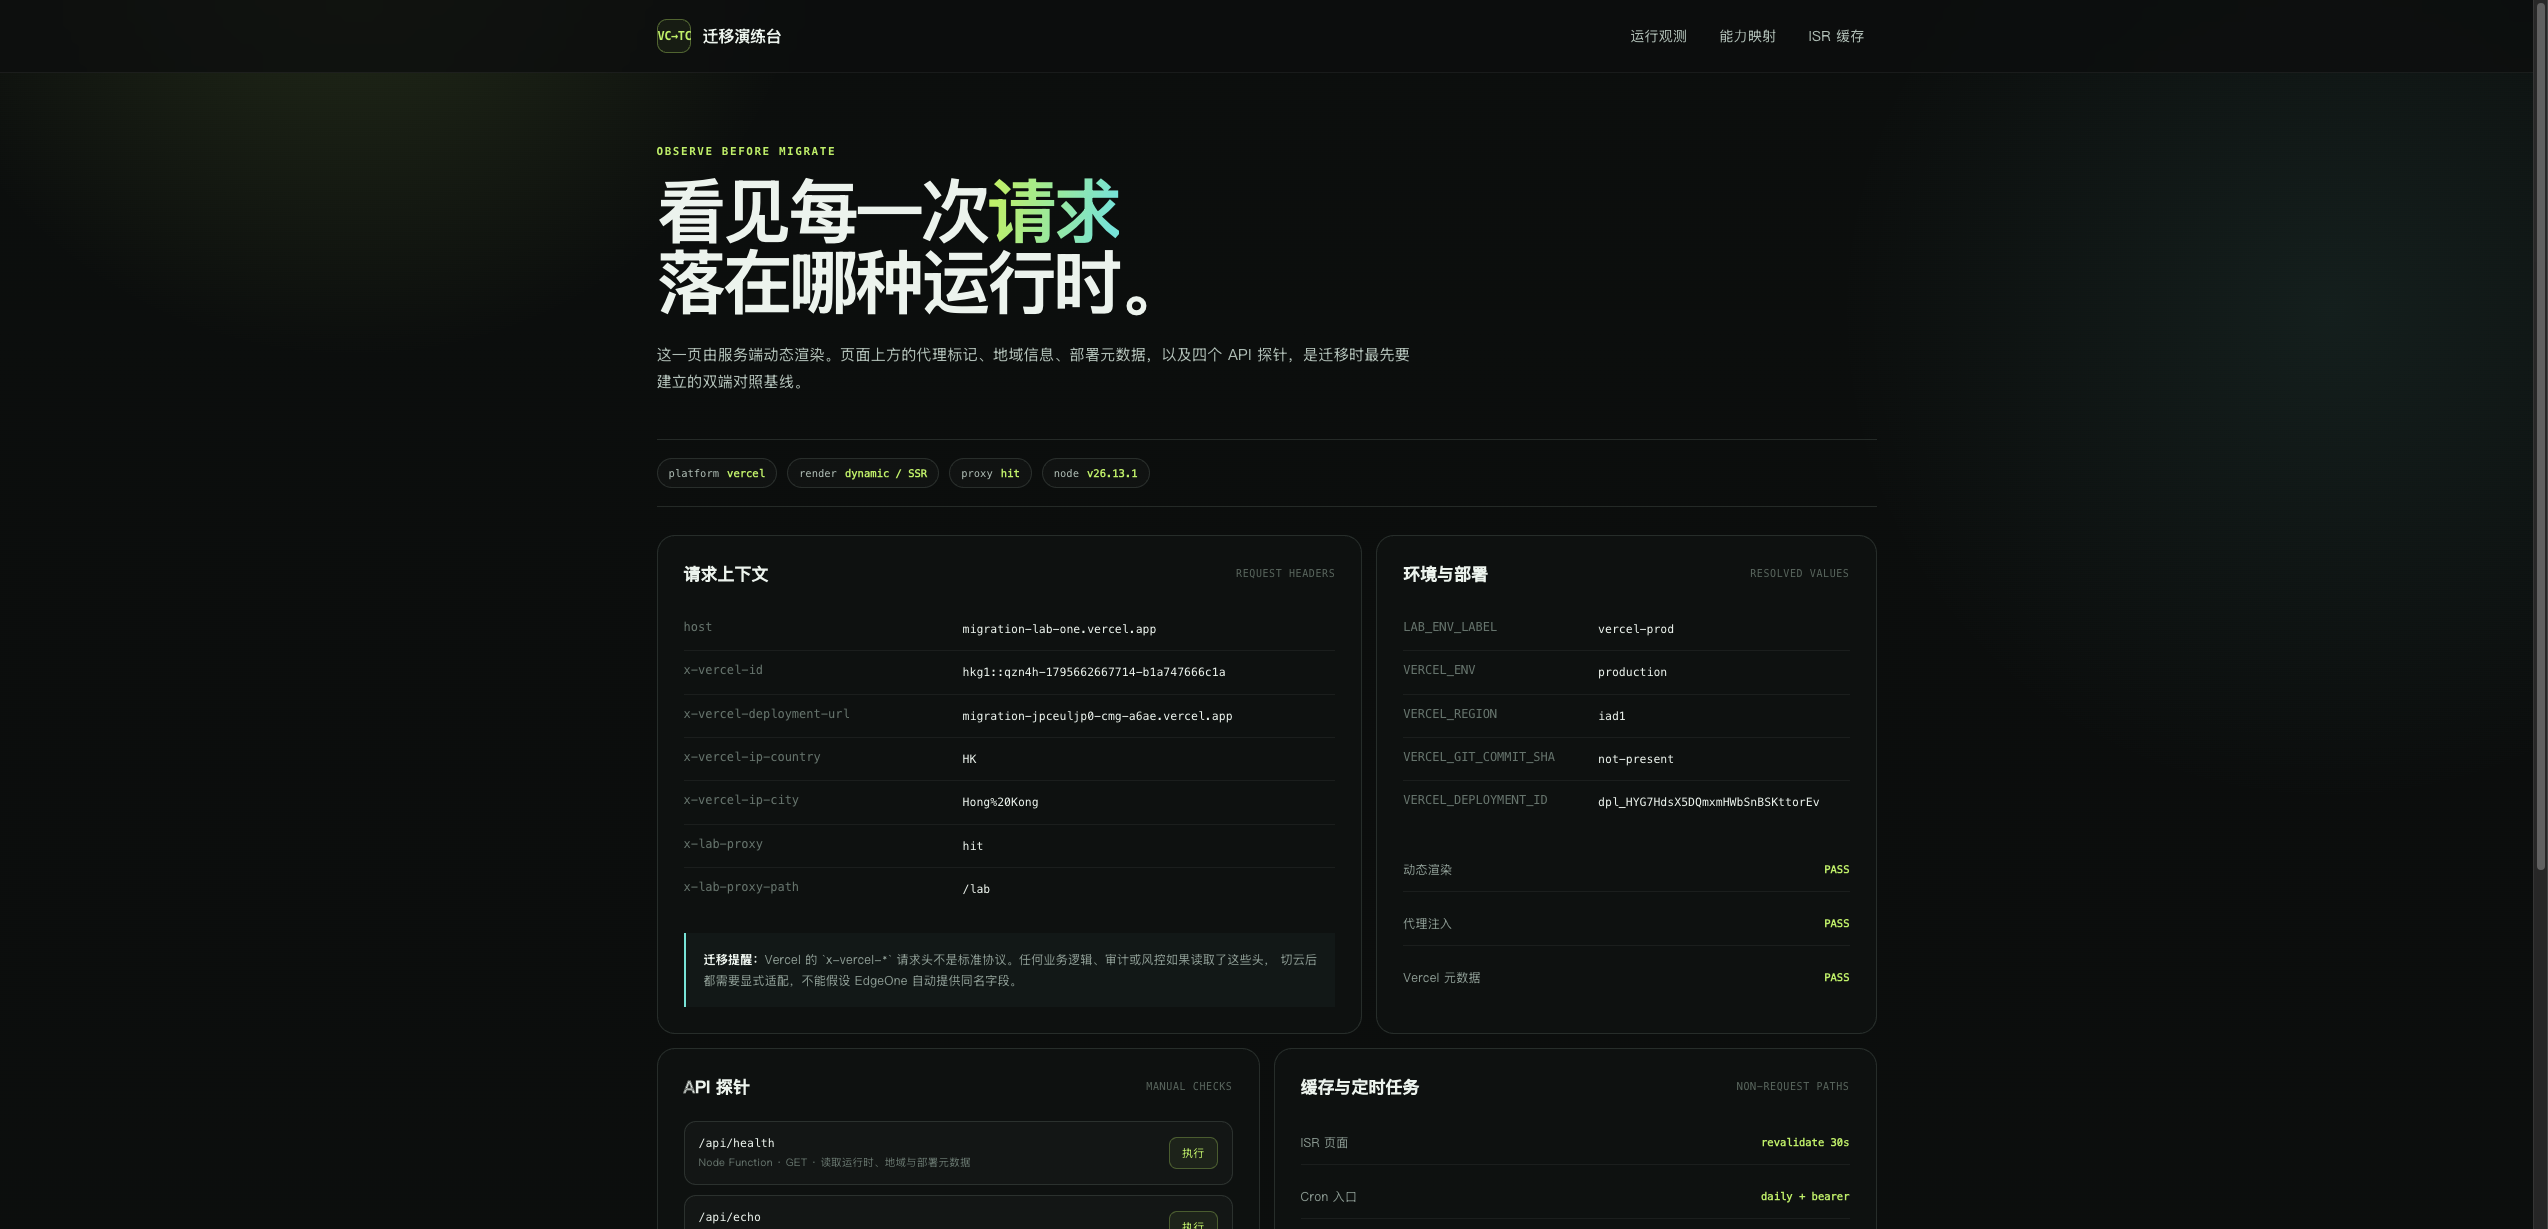 VC→TC 迁移演练台
运行观测 能力映射 ISR 缓存
OBSERVE BEFORE MIGRATE
看见每一次请求
落在哪种运行时。
这一页由服务端动态渲染。页面上方的代理标记、地域信息、部署元数据，以及四个 API 探针，是迁移时最先要
建立的双端对照基线。
platform vercel render dynamic / SSR proxy hit node v26.13.1
请求上下文 REQUEST HEADERS
host migration-lab-one.vercel.app
x-vercel-id hkg1::qzn4h-1795662667714-b1a747666c1a
x-vercel-deployment-url migration-jpceuljp0-cmg-a6ae.vercel.app
x-vercel-ip-country HK
x-vercel-ip-city Hong%20Kong
x-lab-proxy hit
x-lab-proxy-path /lab
迁移提醒：Vercel 的 `x-vercel-*` 请求头不是标准协议。任何业务逻辑、审计或风控如果读取了这些头， 切云后
都需要显式适配，不能假设 EdgeOne 自动提供同名字段。
环境与部署 RESOLVED VALUES
LAB_ENV_LABEL vercel-prod
VERCEL_ENV production
VERCEL_REGION iad1
VERCEL_GIT_COMMIT_SHA not-present
VERCEL_DEPLOYMENT_ID dpl_HYG7HdsX5DQmxmHWbSnBSKttorEv
动态渲染 PASS
代理注入 PASS
Vercel 元数据 PASS
API 探针 MANUAL CHECKS
/api/health
Node Function · GET · 读取运行时、地域与部署元数据
执行
/api/echo
执行
缓存与定时任务 NON-REQUEST PATHS
ISR 页面 revalidate 30s
Cron 入口 daily + bearer